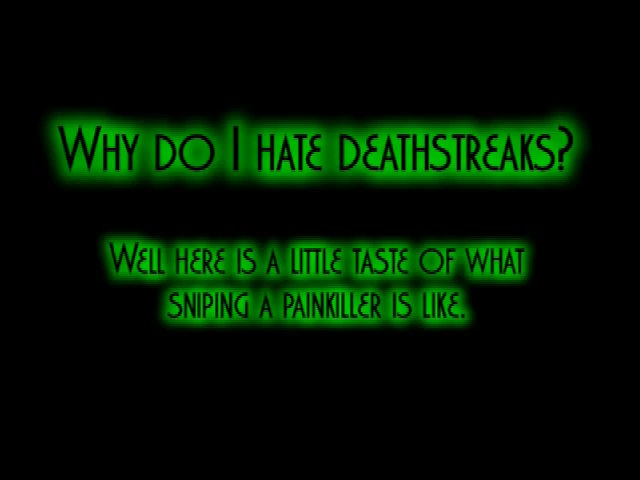 Why do I hate deathstreaks?
Well here is a little taste of what
sniping a painkiller is like.